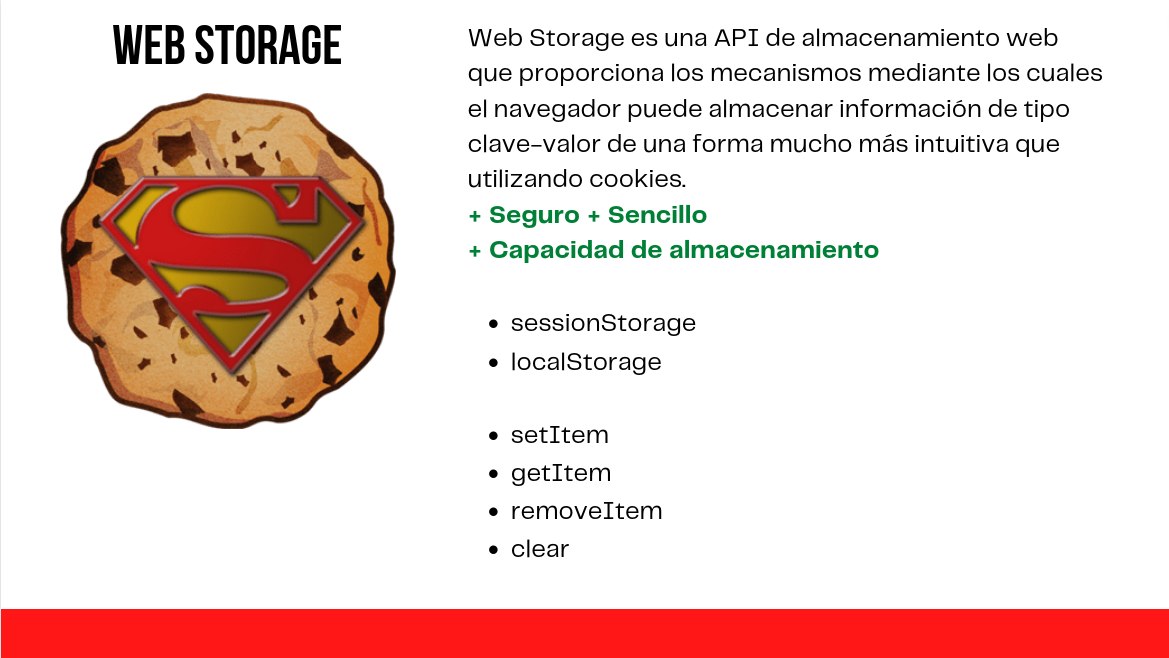 WEB STORAGE
Web Storage es una API de almacenamiento web
que proporciona los mecanismos mediante los cuales
el navegador puede almacenar información de tipo
clave-valor de una forma mucho más intuitiva que
utilizando cookies.
+ Seguro + Sencillo
+ Capacidad de almacenamiento
• sessionStorage
• localStorage
• setItem
• getItem
• removeItem
• clear
S